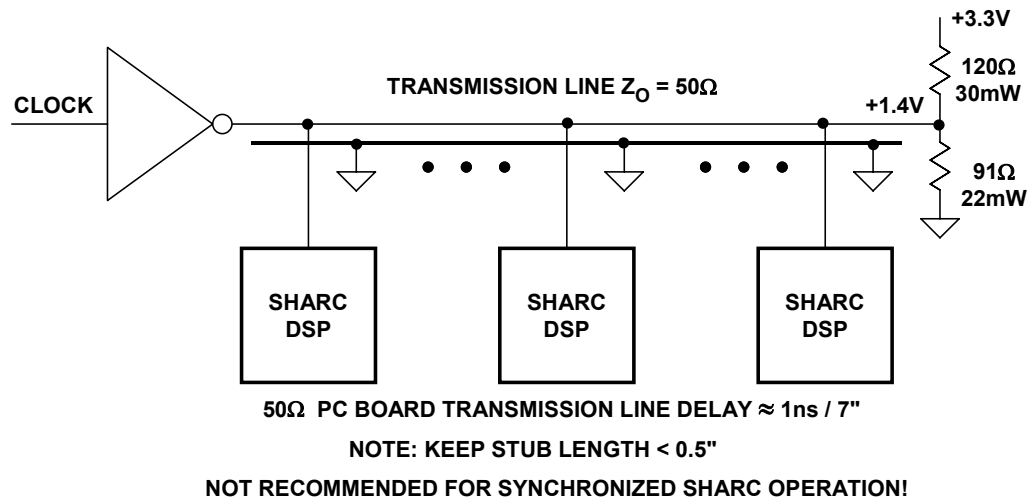 +3.3V
120Ω
30mW
TRANSMISSION LINE ZO = 50Ω
CLOCK
+1.4V
91Ω
22mW
SHARC
DSP
SHARC
DSP
SHARC
DSP
50Ω PC BOARD TRANSMISSION LINE DELAY ≈ 1ns / 7"
NOTE: KEEP STUB LENGTH < 0.5"
NOT RECOMMENDED FOR SYNCHRONIZED SHARC OPERATION!